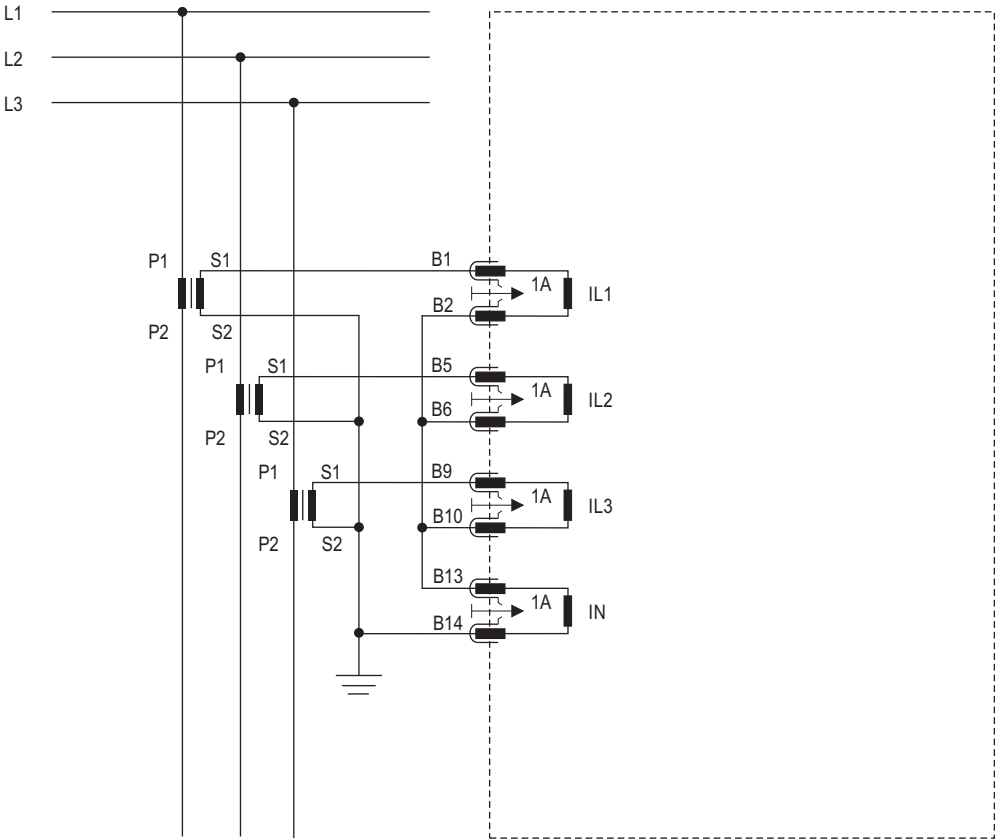 L1
L2
L3
P1 S1 B1
1A IL1
B2
P2 S2
P1 S1 B5
1A IL2
B6
P2 S2
P1 S1 B9
1A IL3
B10
P2 S2
B13
1A IN
B14